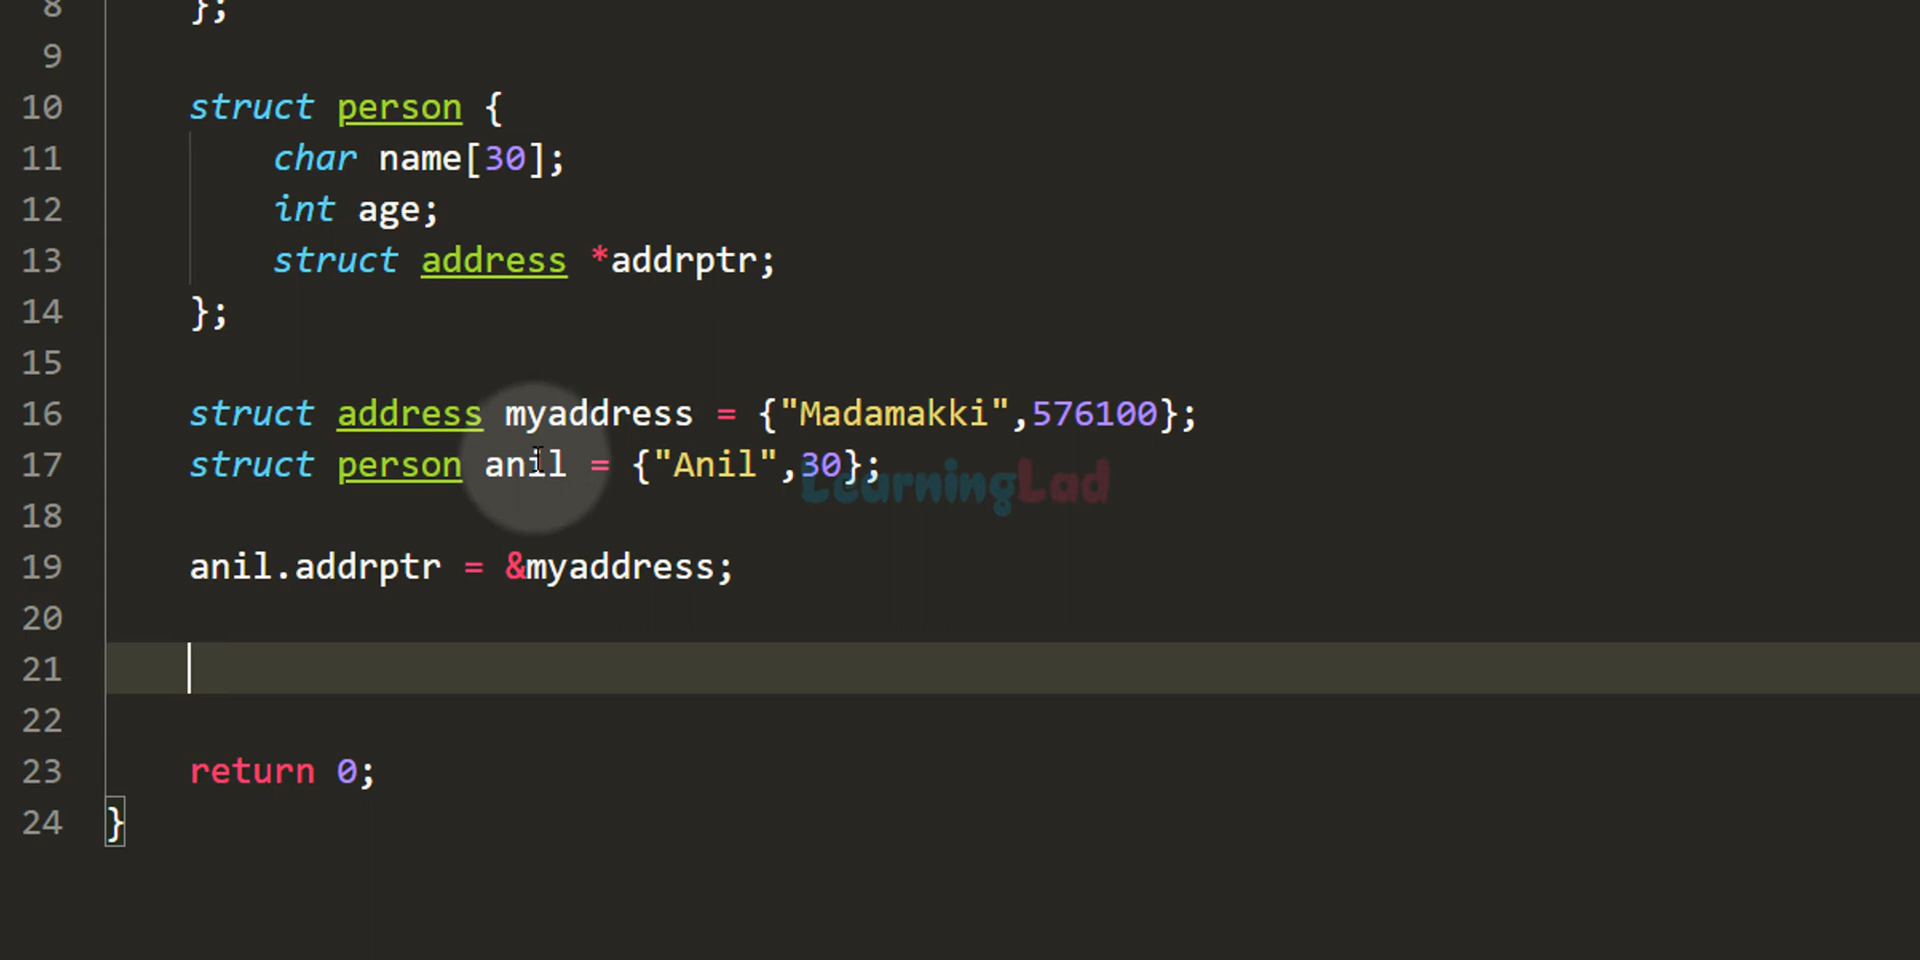 8 };
9
10 struct person {
11 char name[30];
12 int age;
13 struct address *addrptr;
14 };
15
16 struct address myaddress = {"Madamakki",576100};
17 struct person anil = {"Anil",30};
LearningLad
18
19 anil.addrptr = &myaddress;
20
21
22
23 return 0;
24 }